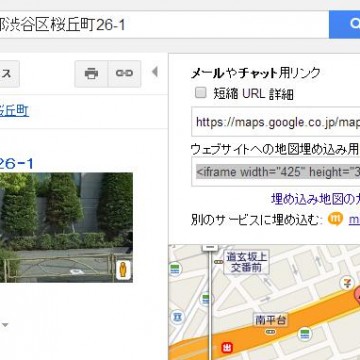 都渋谷区桜丘町26-1
ス
桜丘町
26-1
メールやチャット用リンク
短縮 URL 詳細
https://maps.google.co.jp/map
ウェブサイトへの地図埋め込み用
<iframe width="425" height="3
埋め込み地図のカ
別のサービスに埋め込む: m m
道玄坂上
交番前
南平台
出